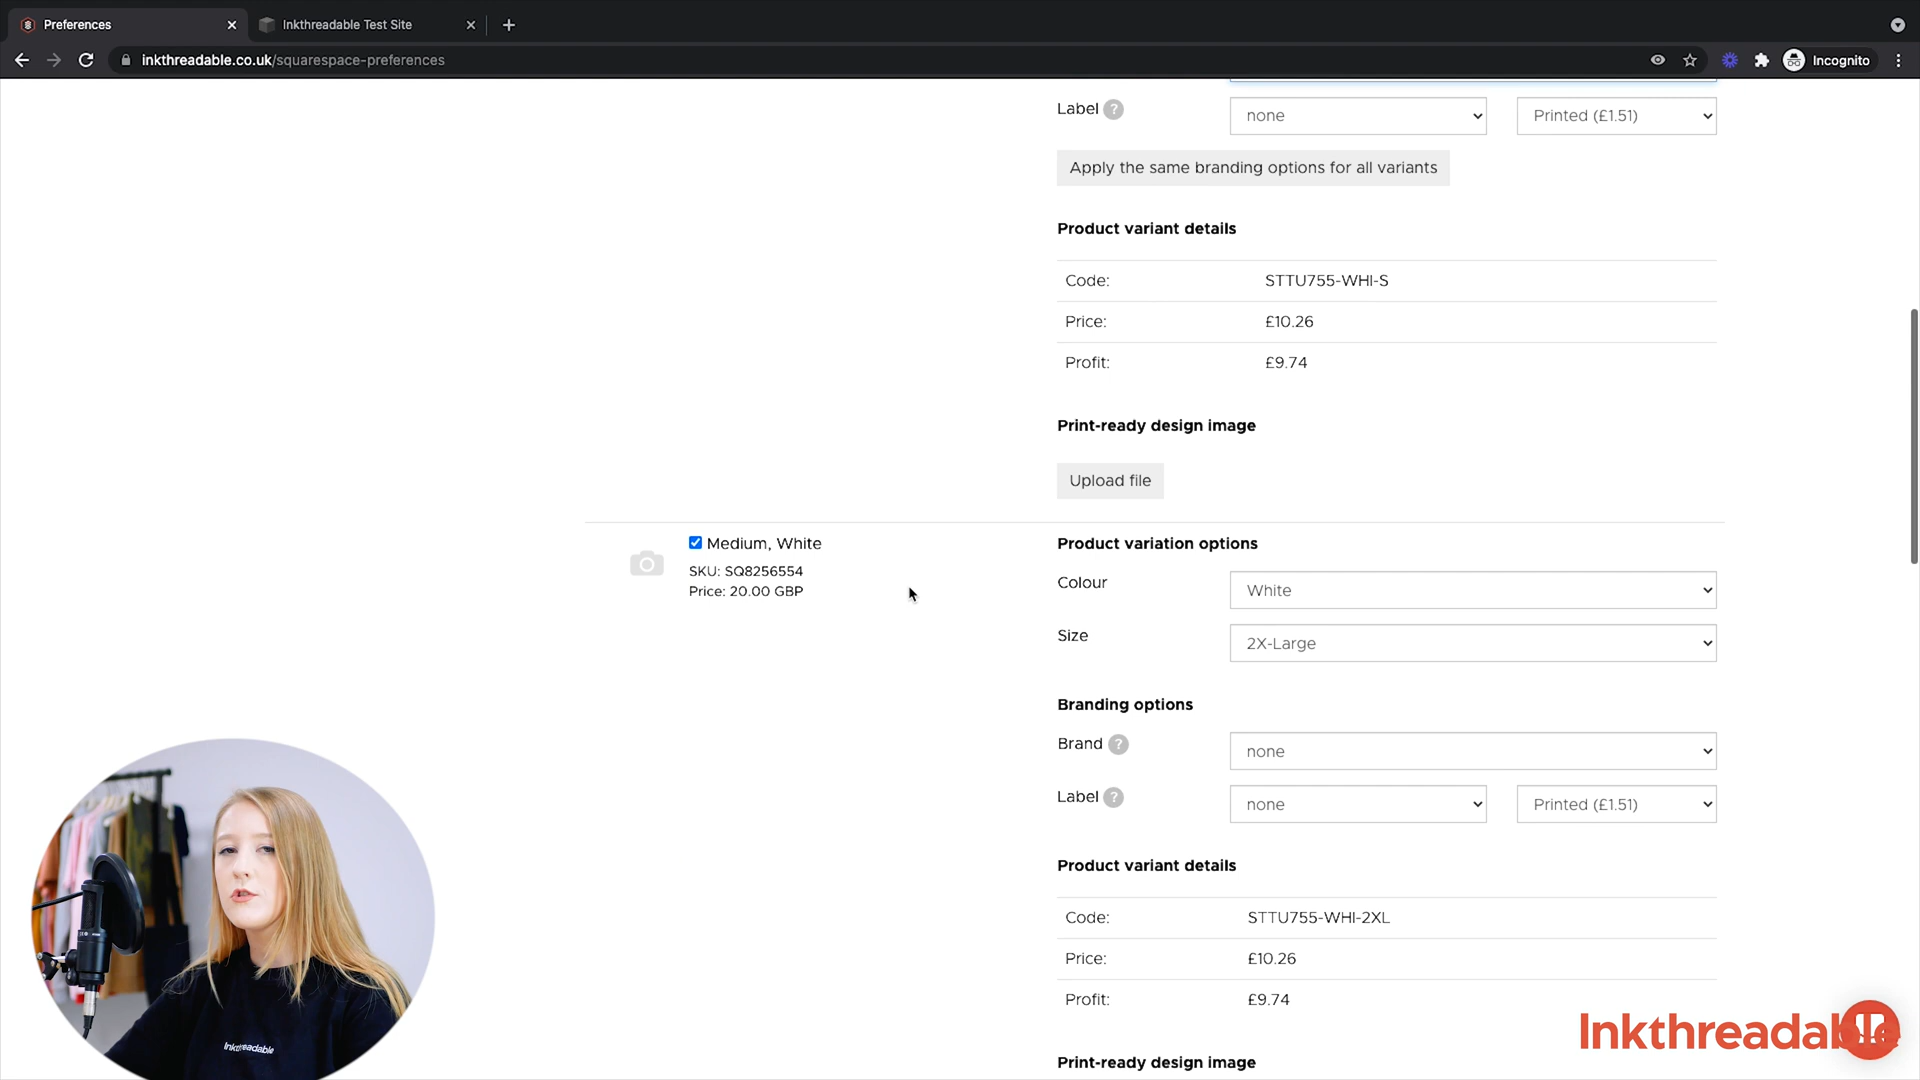 Preferences
Inkthreadable Test Site
inkthreadable.co.uk/squarespace-preferences
Incognito
Label ?
none
Printed (£1.51)
Apply the same branding options for all variants
Product variant details
Code: STTU755-WHI-S
Price: £10.26
Profit: £9.74
Print-ready design image
Upload file
Medium, White
SKU: SQ8256554
Price: 20.00 GBP
Product variation options
Colour White
Size 2X-Large
Branding options
Brand ? none
Label ? none Printed (£1.51)
Product variant details
Code: STTU755-WHI-2XL
Price: £10.26
Profit: £9.74
Print-ready design image
Inkthreadable
Inkthreadable